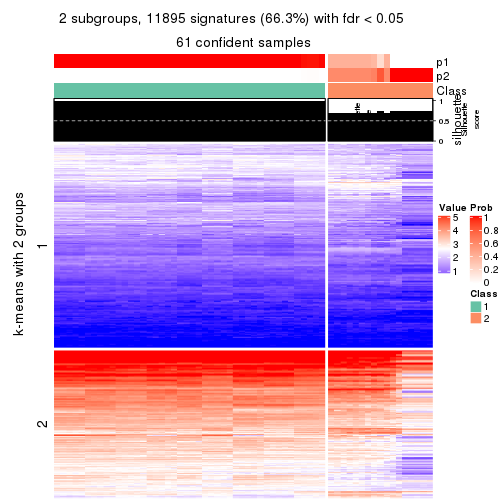 2 subgroups, 11895 signatures (66.3%) with fdr < 0.05
61 confident samples
p1
p2
Class
1
0.5
0
silhouette
Silhouette
score
k-means with 2 groups
1
2
Value
5
4
3
2
1
Prob
1
0.8
0.6
0.4
0.2
0
Class
1
2